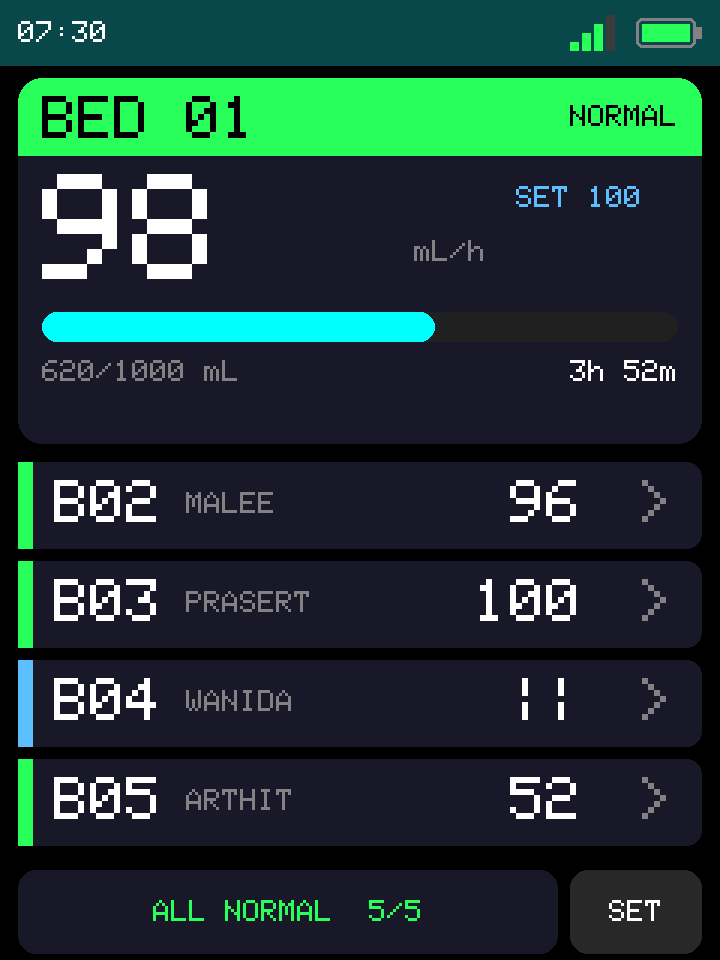 07:30
BED 01 NORMAL
98 SET 100
mL/h
620/1000 mL 3h 52m
B02 MALEE 96 >
B03 PRASERT 100 >
B04 WANIDA || >
B05 ARTHIT 52 >
ALL NORMAL 5/5 SET